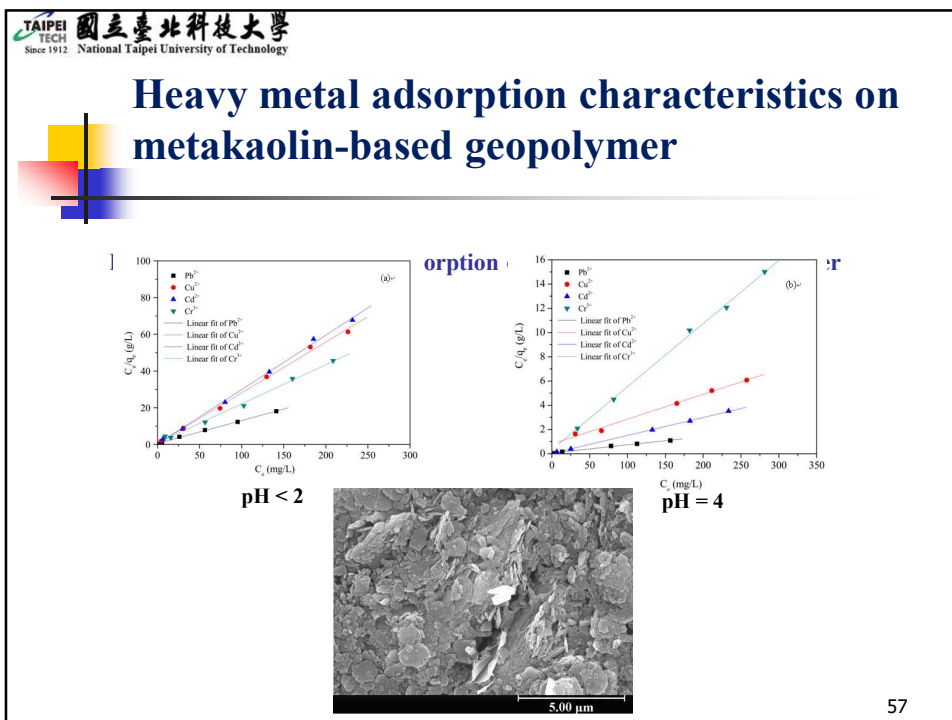 TAIPEI
TECH
Since 1912
國立臺北科技大學
National Taipei University of Technology
Heavy metal adsorption characteristics on
metakaolin-based geopolymer
orption
er
(a)
Pb²⁺
Cu²⁺
Cd²⁺
Cr³⁺
Linear fit of Pb²⁺
Linear fit of Cu²⁺
Linear fit of Cd²⁺
Linear fit of Cr³⁺
Cₑ/qₑ (g/L)
100
80
60
40
20
0
0 50 100 150 200 250 300
Cₑ (mg/L)
pH < 2
(b)
Pb²⁺
Cu²⁺
Cd²⁺
Cr³⁺
Linear fit of Pb²⁺
Linear fit of Cu²⁺
Linear fit of Cd²⁺
Linear fit of Cr³⁺
Cₑ/qₑ (g/L)
16
14
12
10
8
6
4
2
0
0 50 100 150 200 250 300 350
Cₑ (mg/L)
pH = 4
5.00 µm
57